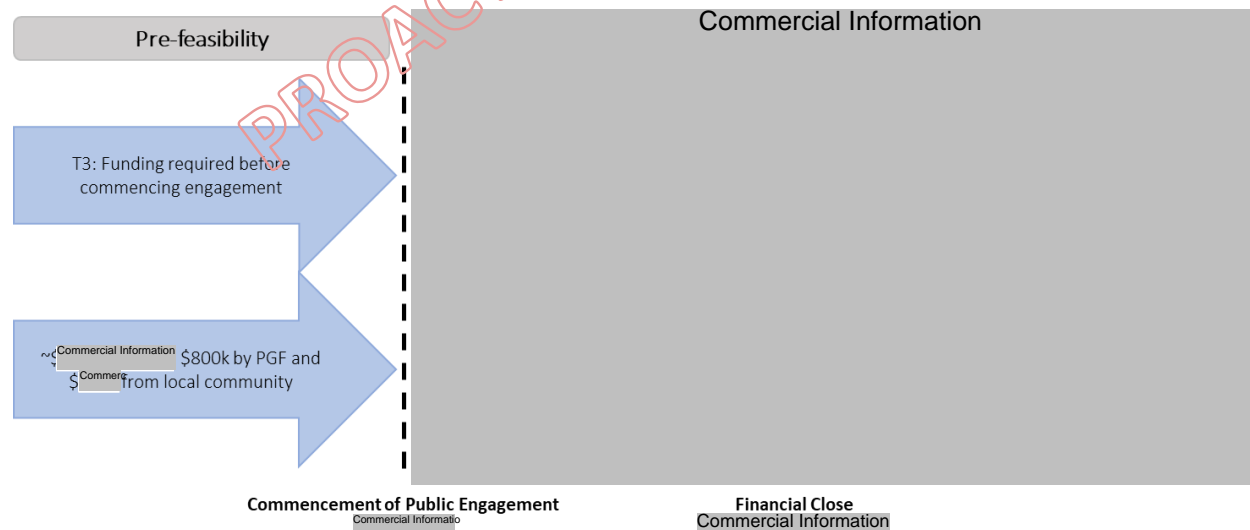 Commercial Information
Pre-feasibility
PROAC
T3: Funding required before
commencing engagement
~$ Commercial Information $800k by PGF and
$ Commerc from local community
Commencement of Public Engagement
Financial Close
Commercial Informatio
Commercial Information